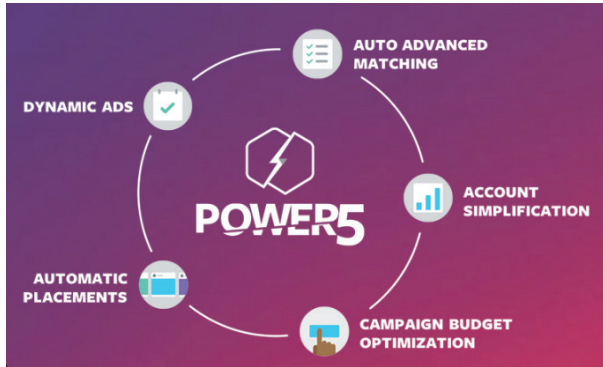 AUTO ADVANCED
MATCHING
DYNAMIC ADS
POWER5
ACCOUNT
SIMPLIFICATION
AUTOMATIC
PLACEMENTS
CAMPAIGN BUDGET
OPTIMIZATION